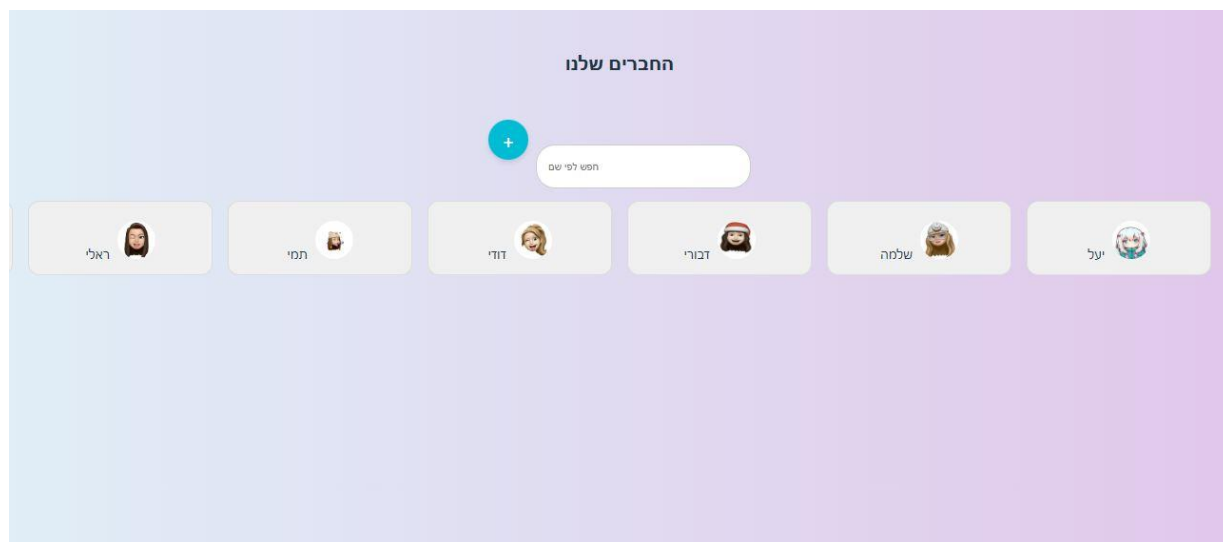 החברים שלנו
+
חפש לפי שם
יעל
שלמה
דבורי
דודי
תמי
ראלי